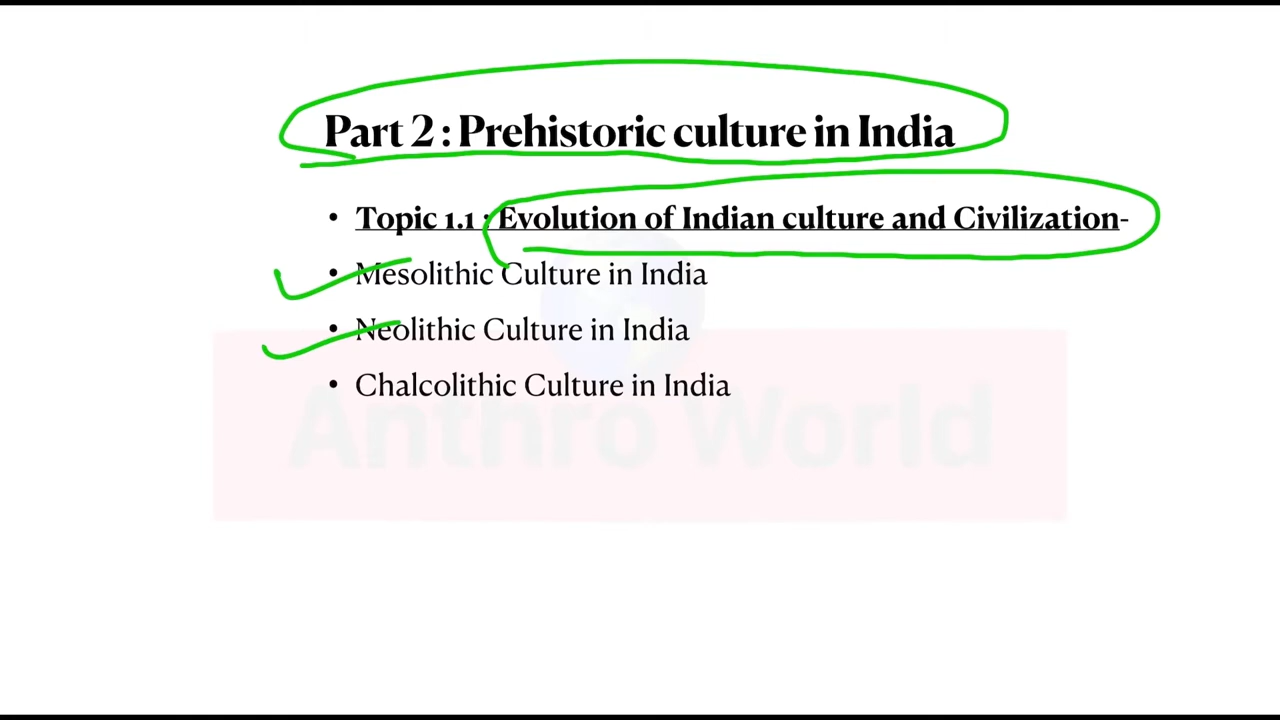 Part 2 : Prehistoric culture in India
• Topic 1.1 : Evolution of Indian culture and Civilization-
• Mesolithic Culture in India
• Neolithic Culture in India
• Chalcolithic Culture in India
Anthro World